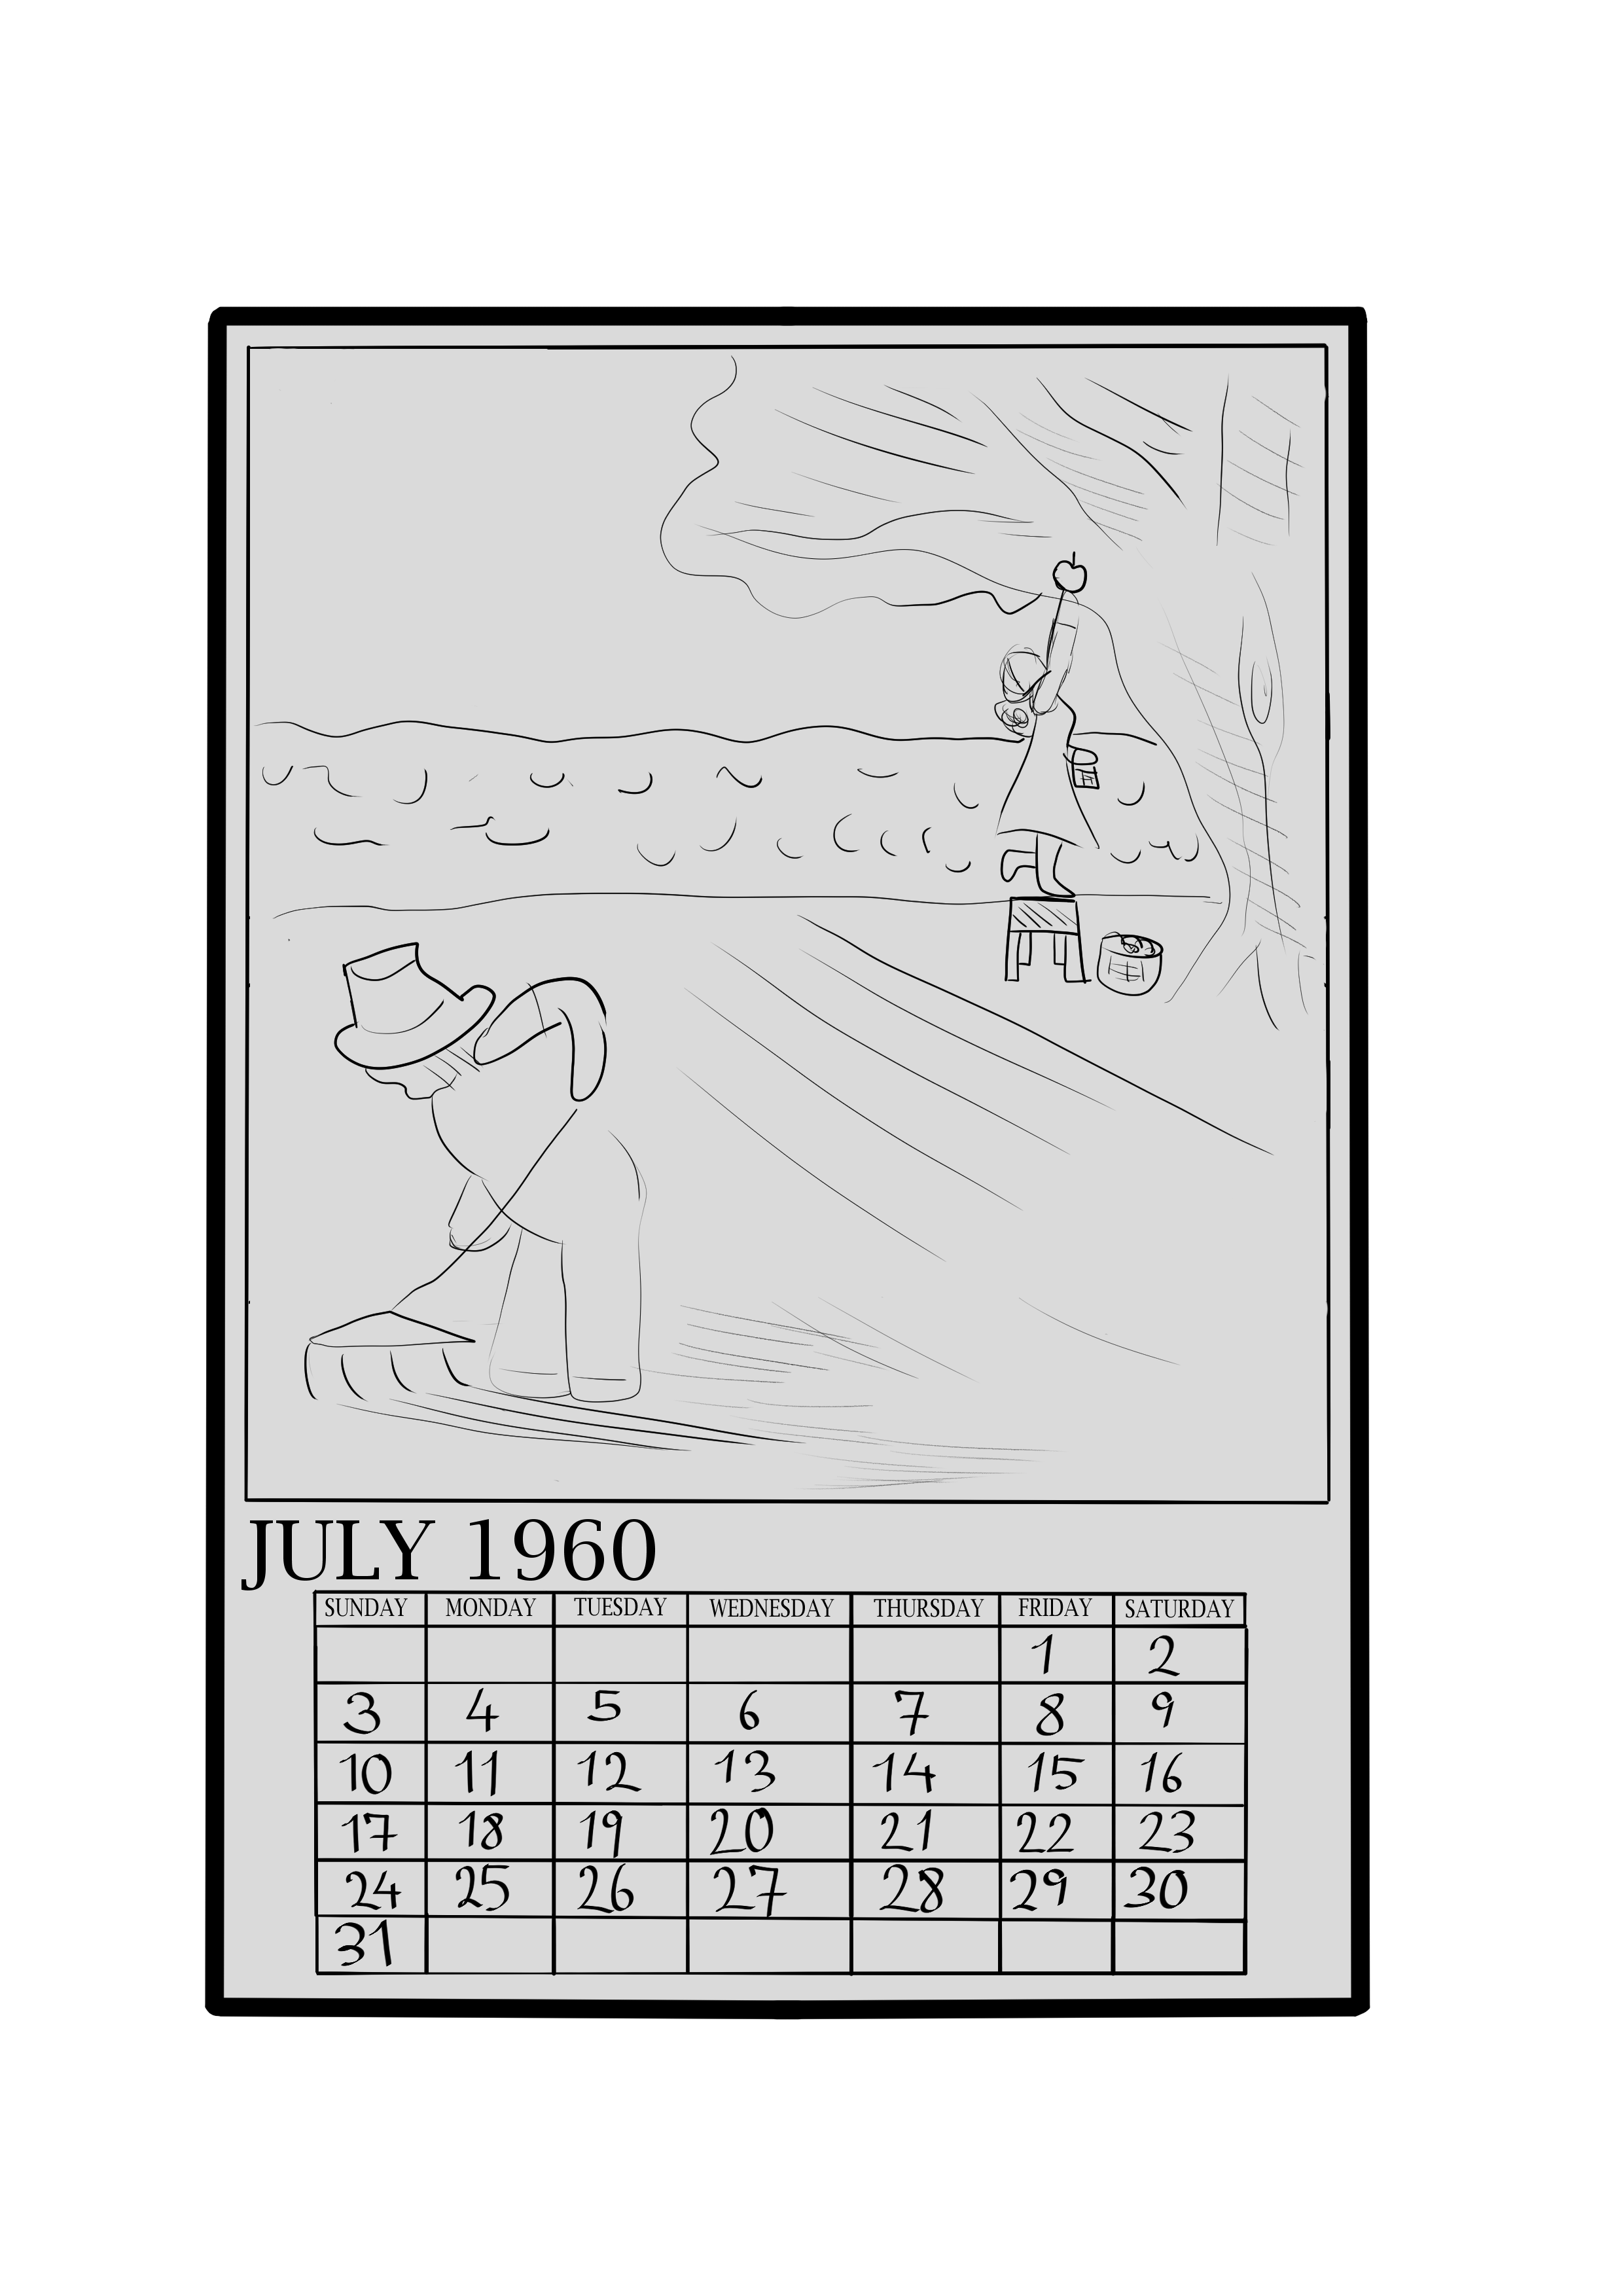 JULY 1960
SUNDAY MONDAY TUESDAY WEDNESDAY THURSDAY FRIDAY SATURDAY
1 2
3 4 5 6 7 8 9
10 11 12 13 14 15 16
17 18 19 20 21 22 23
24 25 26 27 28 29 30
31